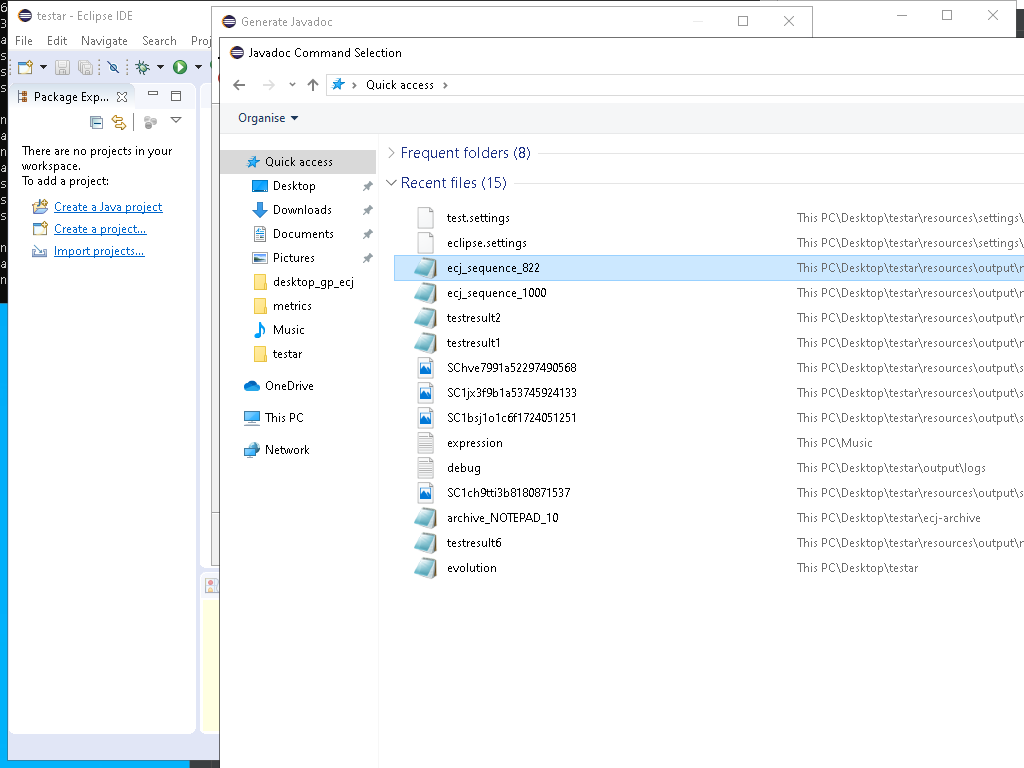 testar - Eclipse IDE
File Edit Navigate Search Proj
Package Exp...
There are no projects in your
workspace.
To add a project:
Create a Java project
Create a project...
Import projects...
Generate Javadoc
Javadoc Command Selection
Quick access
Organise
Quick access
Desktop
Downloads
Documents
Pictures
desktop_gp_ecj
metrics
Music
testar
OneDrive
This PC
Network
Frequent folders (8)
Recent files (15)
test.settings This PC\Desktop\testar\resources\settings\
eclipse.settings This PC\Desktop\testar\resources\settings\
ecj_sequence_822 This PC\Desktop\testar\resources\output\r
ecj_sequence_1000 This PC\Desktop\testar\resources\output\r
testresult2 This PC\Desktop\testar\resources\output\r
testresult1 This PC\Desktop\testar\resources\output\r
SChve7991a52297490568 This PC\Desktop\testar\resources\output\s
SC1jx3f9b1a53745924133 This PC\Desktop\testar\resources\output\s
SC1bsj1o1c6f1724051251 This PC\Desktop\testar\resources\output\s
expression This PC\Music
debug This PC\Desktop\testar\output\logs
SC1ch9tti3b8180871537 This PC\Desktop\testar\resources\output\s
archive_NOTEPAD_10 This PC\Desktop\testar\ecj-archive
testresult6 This PC\Desktop\testar\resources\output\r
evolution This PC\Desktop\testar